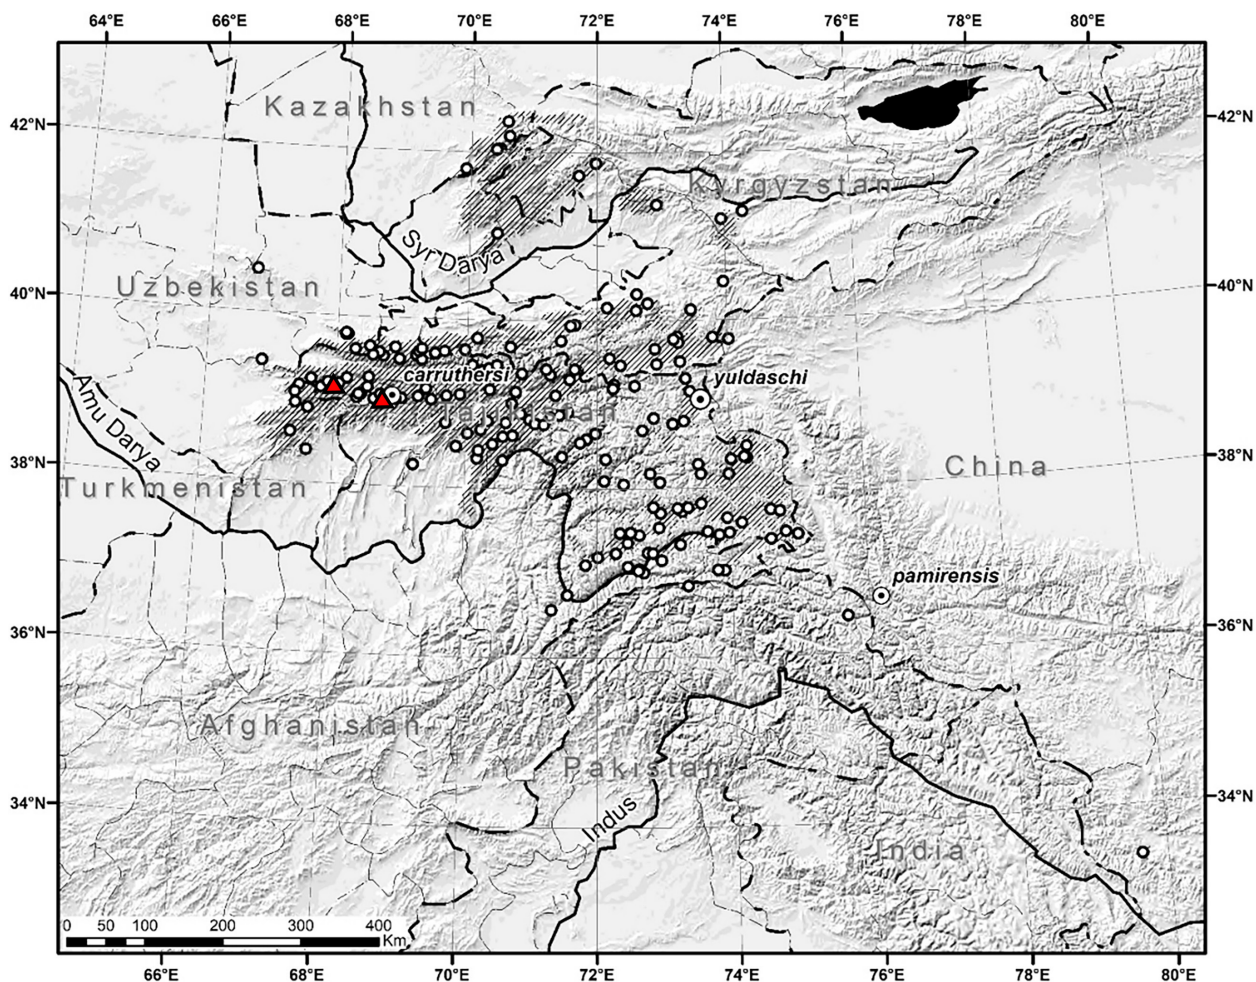 64°E 66°E 68°E 70°E 72°E 74°E 76°E 78°E 80°E
Kazakhstan
42°N 42°N
Kyrgyzstan
Syr Darya
Uzbekistan
40°N 40°N
carruthersi
yuldaschi
Tajikistan
Amu Darya
38°N 38°N
China
Turkmenistan
pamirensis
36°N 36°N
Afghanistan
Pakistan
34°N 34°N
Indus
India
0 50 100 200 300 400
Km
66°E 68°E 70°E 72°E 74°E 76°E 78°E 80°E